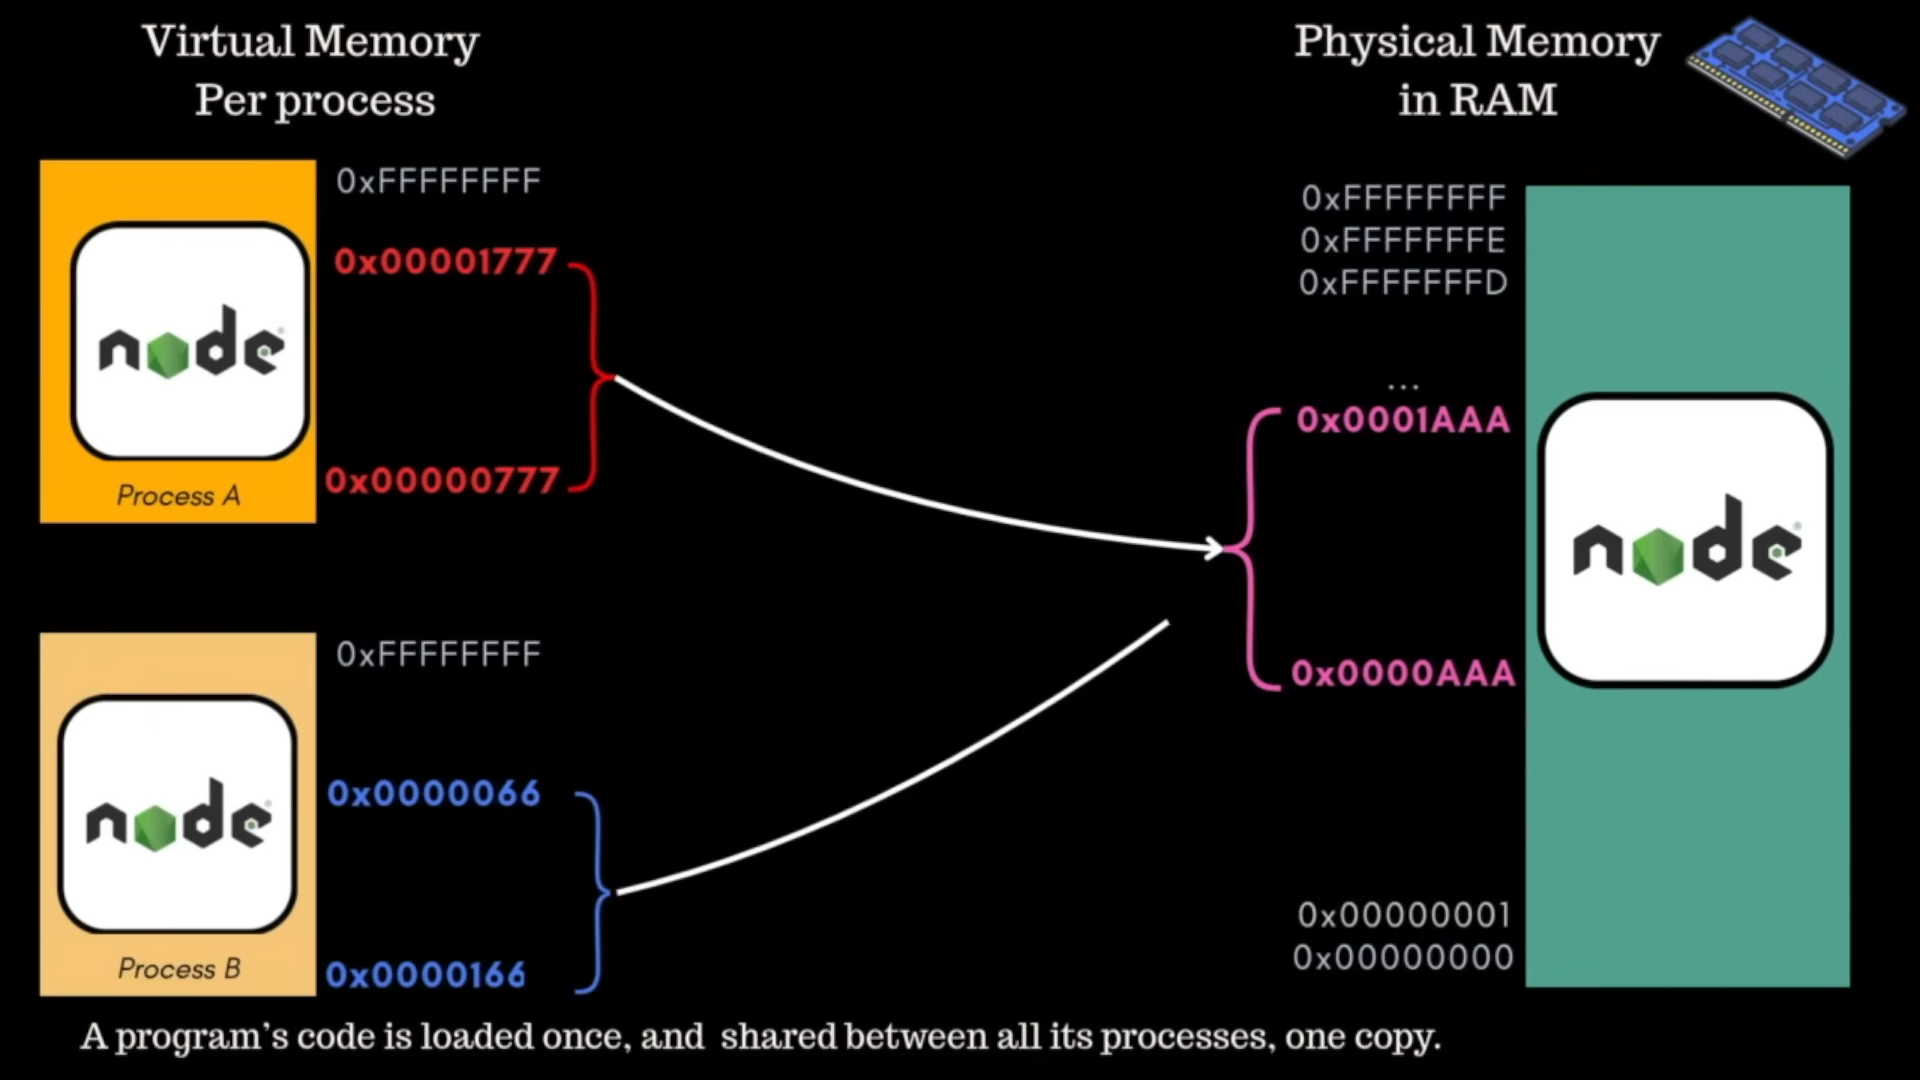 Virtual Memory
Per process
Physical Memory
in RAM
0xFFFFFFFF
0x00001777
node
0x00000777
Process A
0xFFFFFFFF
0x0000066
node
0x0000166
Process B
0xFFFFFFFF
0xFFFFFFFE
0xFFFFFFFD
...
0x0001AAA
node
0x0000AAA
0x00000001
0x00000000
A program's code is loaded once, and shared between all its processes, one copy.